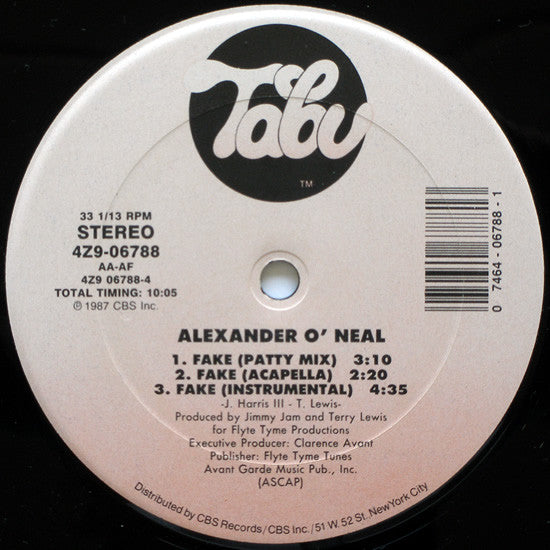 Tabu
TM
33 1/13 RPM
STEREO
4Z9-06788
AA-AF
4Z9 06788-4
TOTAL TIMING: 10:05
℗ 1987 CBS Inc.
0 7464 - 06788 - 1
ALEXANDER O' NEAL
1. FAKE (PATTY MIX) 3:10
2. FAKE (ACAPELLA) 2:20
3. FAKE (INSTRUMENTAL) 4:35
-J. Harris III - T. Lewis-
Produced by Jimmy Jam and Terry Lewis
for Flyte Tyme Productions
Executive Producer: Clarence Avant
Publisher: Flyte Tyme Tunes
Avant Garde Music Pub., Inc.
(ASCAP)
Distributed by CBS Records/CBS Inc./51 W. 52 St. New York City